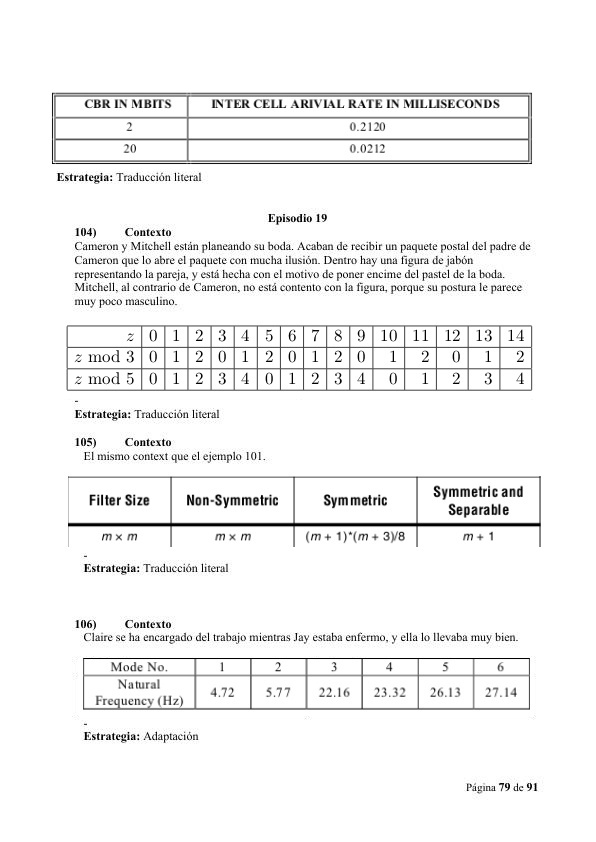 CBR IN MBITS INTER CELL ARIVIAL RATE IN MILLISECONDS
2 0.2120
20 0.0212
Estrategia: Traducción literal
Episodio 19
104) Contexto
Cameron y Mitchell están planeando su boda. Acaban de recibir un paquete postal del padre de
Cameron que lo abre el paquete con mucha ilusión. Dentro hay una figura de jabón
representando la pareja, y está hecha con el motivo de poner encime del pastel de la boda.
Mitchell, al contrario de Cameron, no está contento con la figura, porque su postura le parece
muy poco masculino.
z 0 1 2 3 4 5 6 7 8 9 10 11 12 13 14
z mod 3 0 1 2 0 1 2 0 1 2 0 1 2 0 1 2
z mod 5 0 1 2 3 4 0 1 2 3 4 0 1 2 3 4
-
Estrategia: Traducción literal
105) Contexto
El mismo context que el ejemplo 101.
Filter Size Non-Symmetric Symmetric Symmetric and
Separable
m × m m × m (m + 1)*(m + 3)/8 m + 1
-
Estrategia: Traducción literal
106) Contexto
Claire se ha encargado del trabajo mientras Jay estaba enfermo, y ella lo llevaba muy bien.
Mode No. 1 2 3 4 5 6
Natural
Frequency (Hz) 4.72 5.77 22.16 23.32 26.13 27.14
-
Estrategia: Adaptación
Página 79 de 91